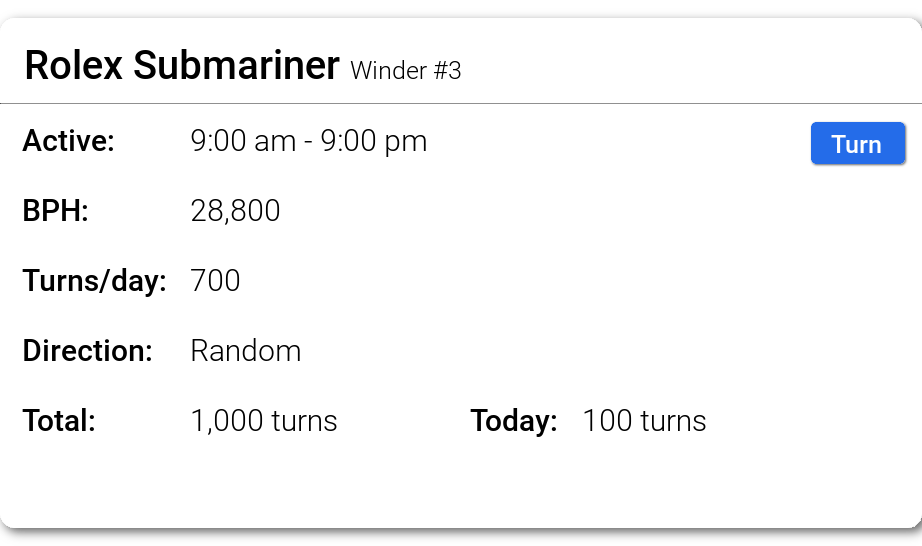 Rolex Submariner Winder #3
Active: 9:00 am - 9:00 pm Turn
BPH: 28,800
Turns/day: 700
Direction: Random
Total: 1,000 turns Today: 100 turns